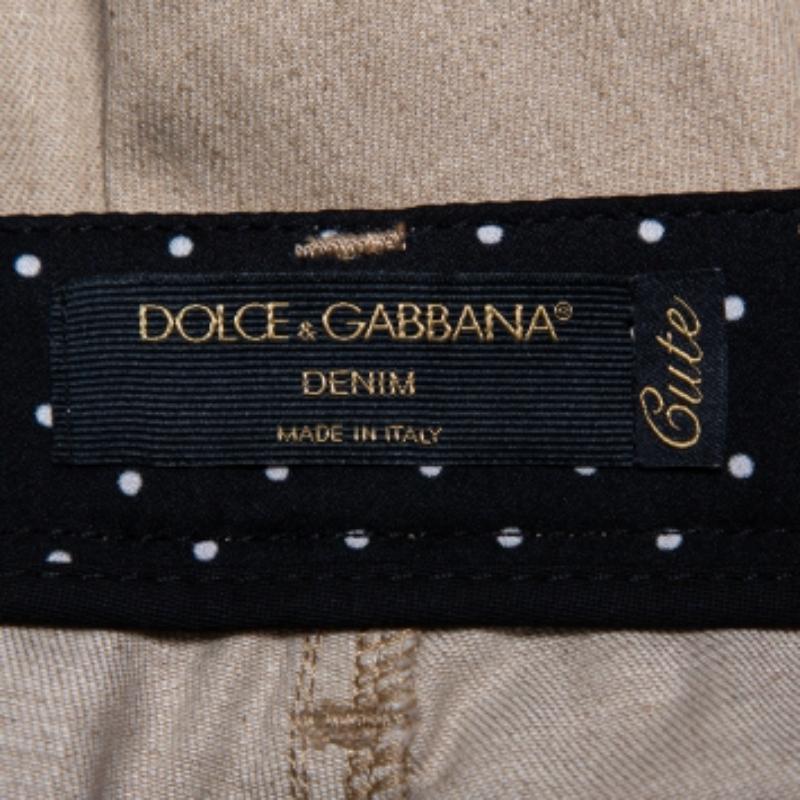 DOLCE & GABBANA®
DENIM
MADE IN ITALY
Cute